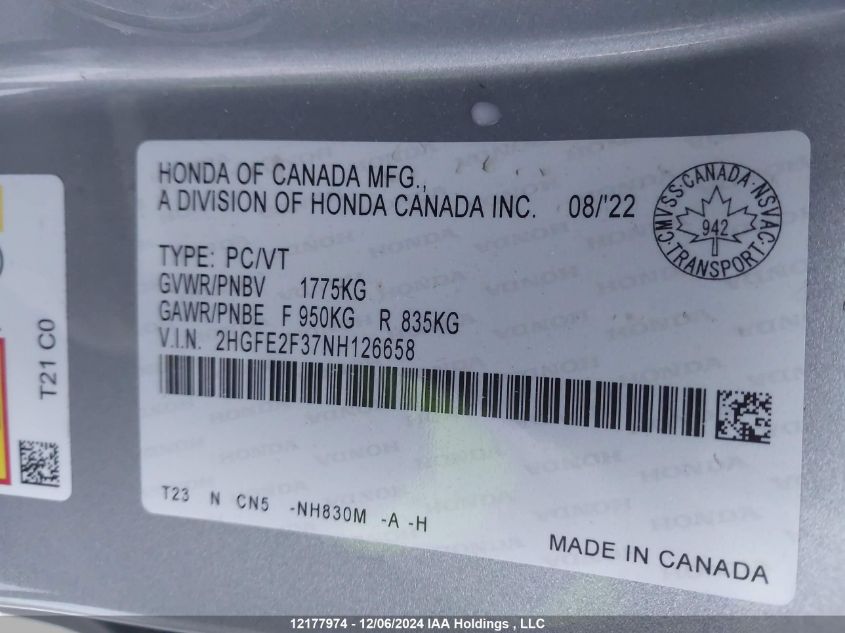 HONDA OF CANADA MFG.,
A DIVISION OF HONDA CANADA INC. 08/'22
CMVSS·CANADA·NSVAC·TRANSPORT·
942
TYPE: PC/VT
GVWR/PNBV 1775KG
GAWR/PNBE F 950KG R 835KG
V.I.N. 2HGFE2F37NH126658
T23 N CN5 -NH830M -A -H
MADE IN CANADA
T21 C0
12177974 - 12/06/2024 IAA Holdings , LLC